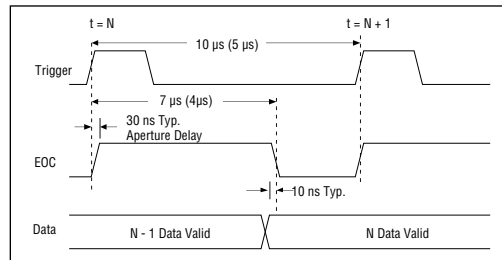 t = N
t = N + 1
10 µs (5 µs)
Trigger
7 µs (4µs)
30 ns Typ.
Aperture Delay
EOC
10 ns Typ.
Data
N - 1 Data Valid
N Data Valid